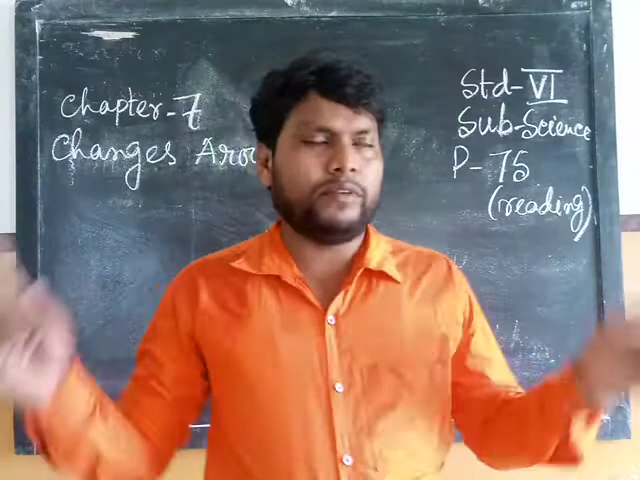 Chapter-7
Changes
Std-VI
Sub-Science
P-75
(reading)